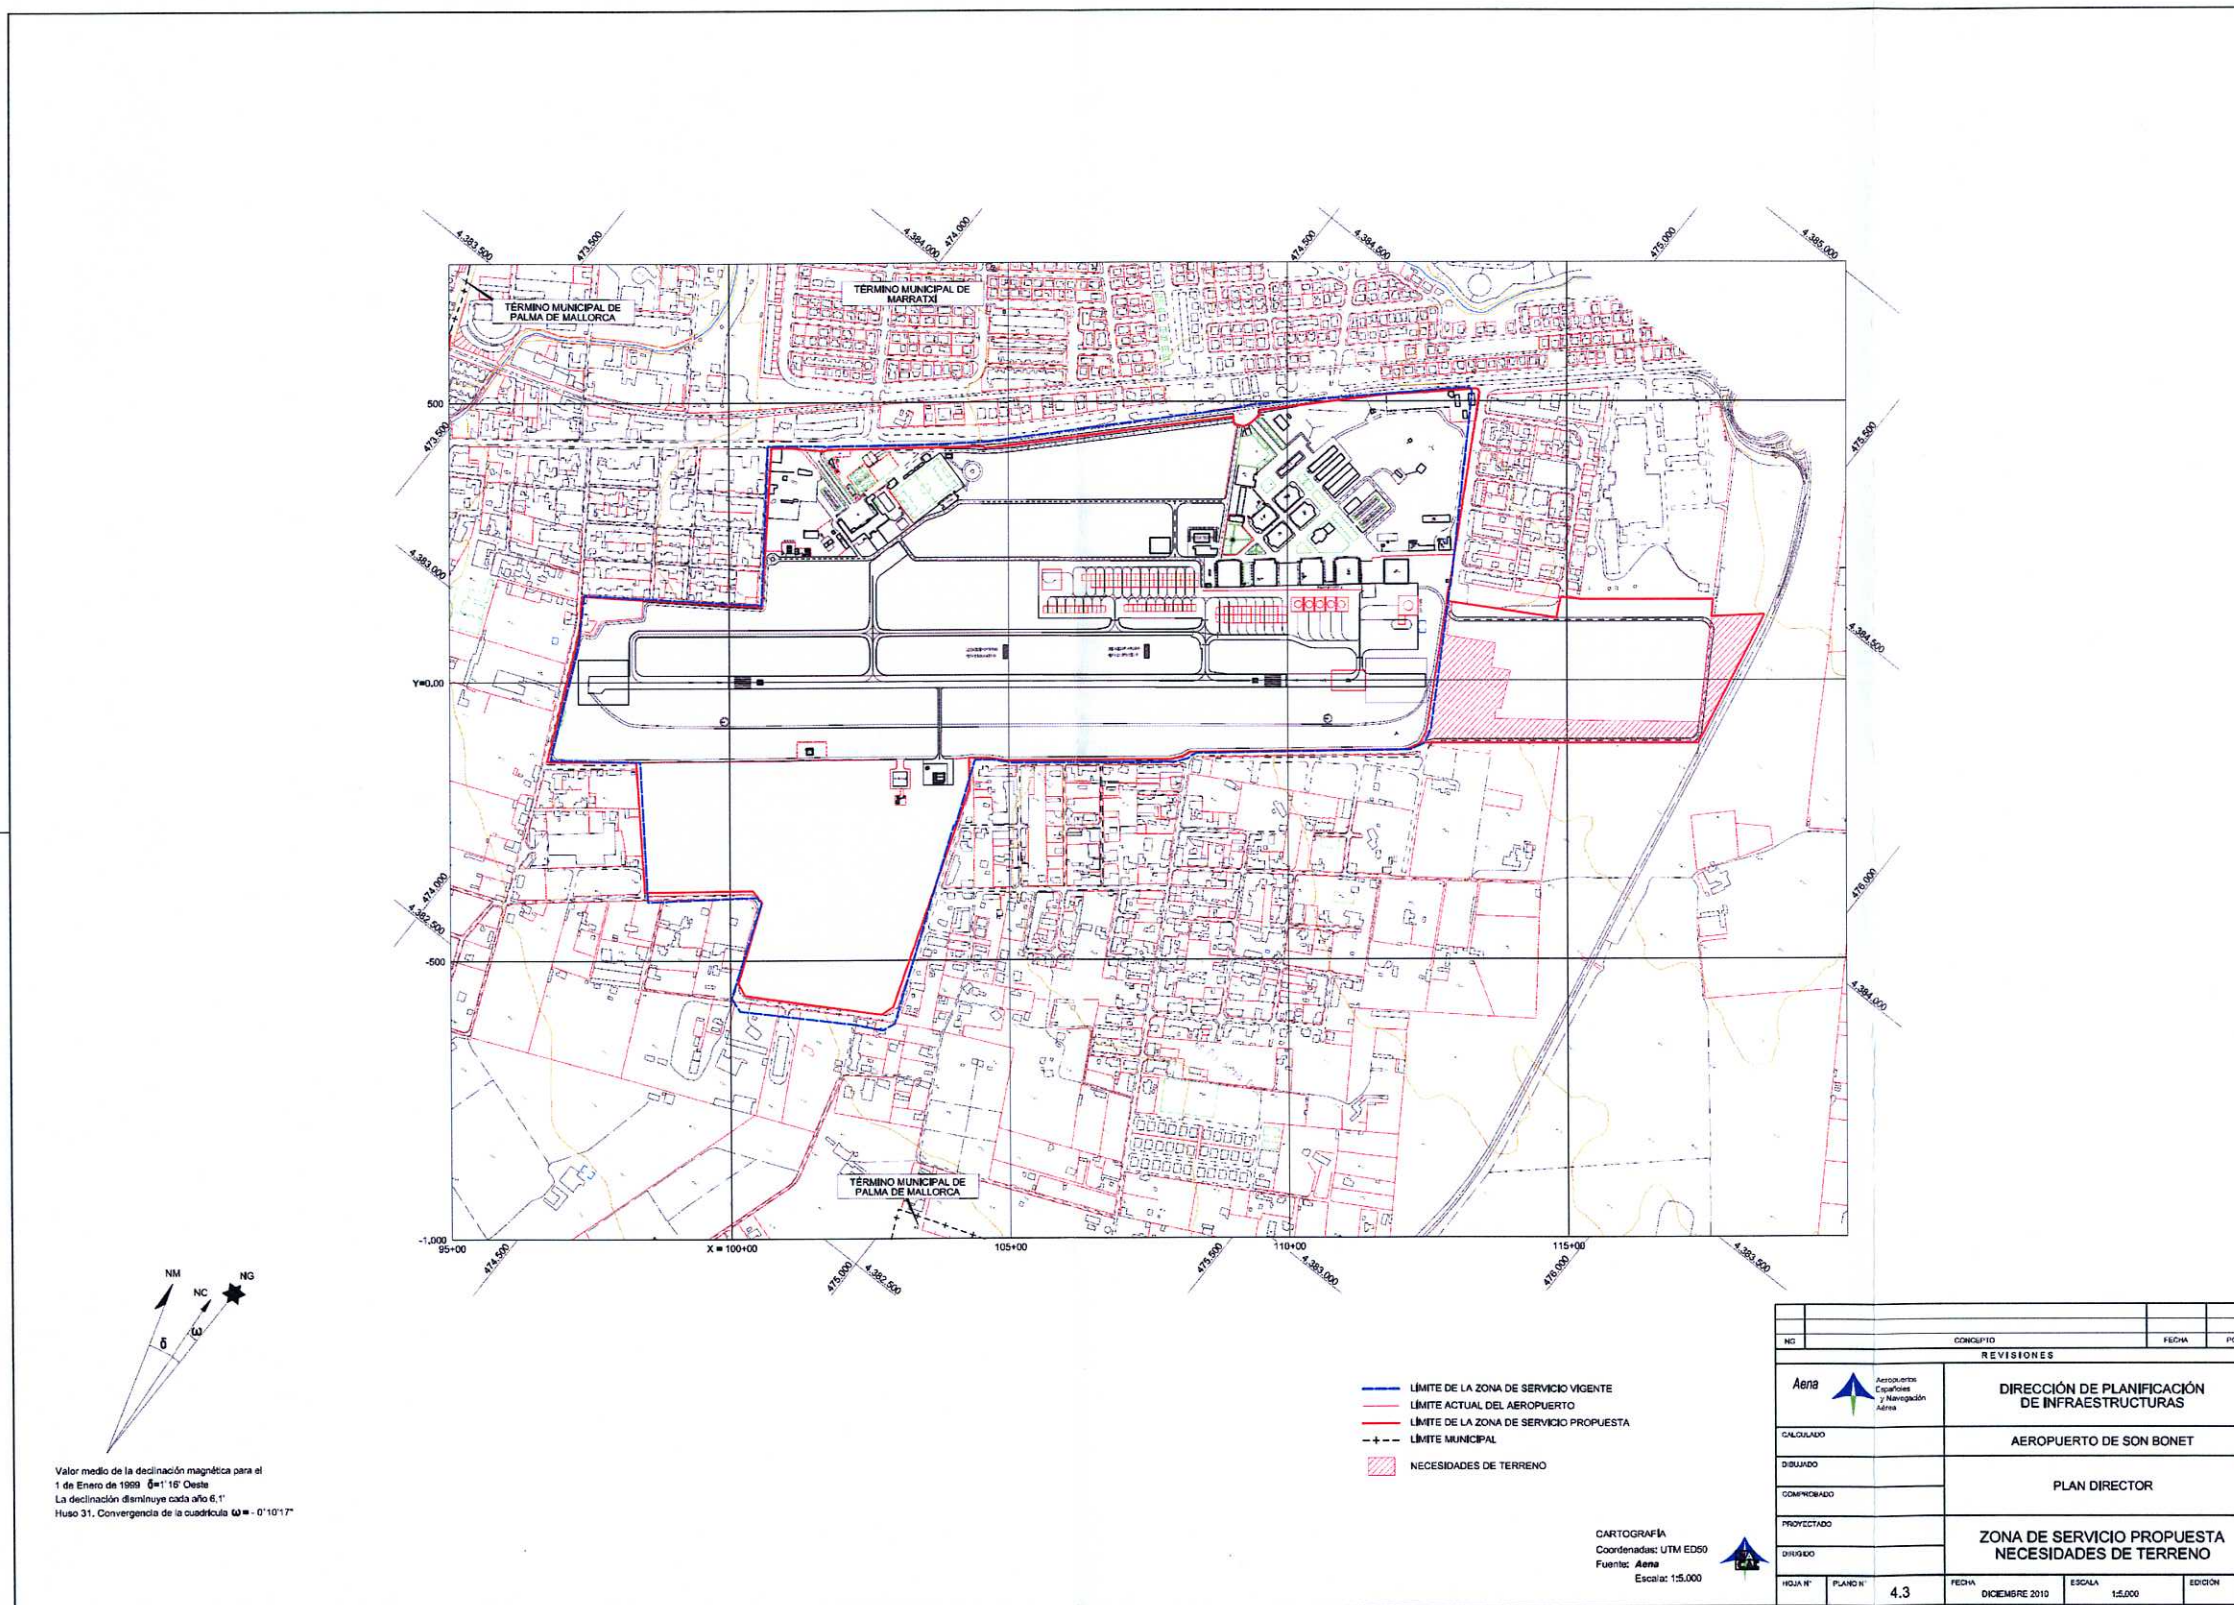 4.383.500
473.500
4.384.000
474.000
474.500
4.384.500
475.000
4.385.000
TÉRMINO MUNICIPAL DE
PALMA DE MALLORCA
TÉRMINO MUNICIPAL DE
MARRATXÍ
500
473.500
475.500
4.383.000
4.384.500
Y=0.00
474.000
4.382.500
476.000
-500
4.384.000
TÉRMINO MUNICIPAL DE
PALMA DE MALLORCA
-1,000
95+00
X = 100+00
105+00
110+00
115+00
474.500
475.000
4.382.500
475.500
4.383.000
476.000
4.383.500
NM
NC
NG
δ
ω
Valor medio de la declinación magnética para el
1 de Enero de 1999 δ=1°16' Oeste
La declinación disminuye cada año 6,1'
Huso 31. Convergencia de la cuadrícula ω = - 0°10'17"
LÍMITE DE LA ZONA DE SERVICIO VIGENTE
LÍMITE ACTUAL DEL AEROPUERTO
LÍMITE DE LA ZONA DE SERVICIO PROPUESTA
LÍMITE MUNICIPAL
NECESIDADES DE TERRENO
CARTOGRAFÍA
Coordenadas: UTM ED50
Fuente: Aena
Escala: 1:5.000
NO CONCEPTO FECHA
REVISIONES
Aena
Aeropuertos
Españoles
y Navegación
Aérea
DIRECCIÓN DE PLANIFICACIÓN
DE INFRAESTRUCTURAS
CALCULADO
AEROPUERTO DE SON BONET
DIBUJADO
PLAN DIRECTOR
COMPROBADO
PROYECTADO
ZONA DE SERVICIO PROPUESTA
NECESIDADES DE TERRENO
DIRIGIDO
HOJA Nº PLANO Nº 4.3 FECHA DICIEMBRE 2010 ESCALA 1:5.000 EDICIÓN